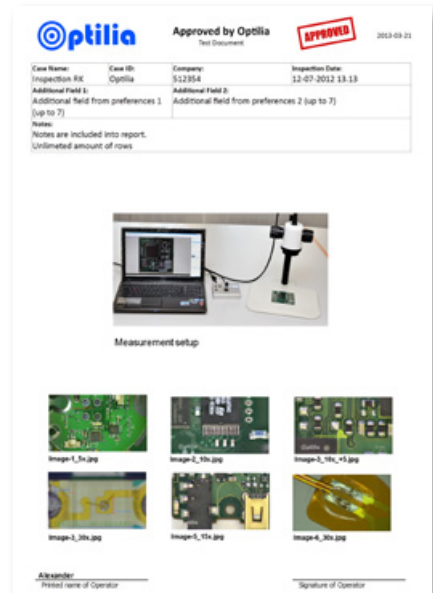 Optilia
Approved by Optilia
Test Document
APPROVED
2013-03-21
Case Name: Case ID: Company: Inspection Date:
Inspection RK Optilia 512354 12-07-2012 13.13
Additional Field 1: Additional Field 2:
Additional field from preferences 1 Additional field from preferences 2 (up to 7)
(up to 7)
Notes:
Notes are included into report.
Unlimeted amount of rows
Measurement setup
Image-1_5x.jpg Image-2_10x.jpg Image-3_10x_+5.jpg
Image-3_20x.jpg Image-5_15x.jpg Image-6_30x.jpg
Alexander
Printed name of Operator Signature of Operator